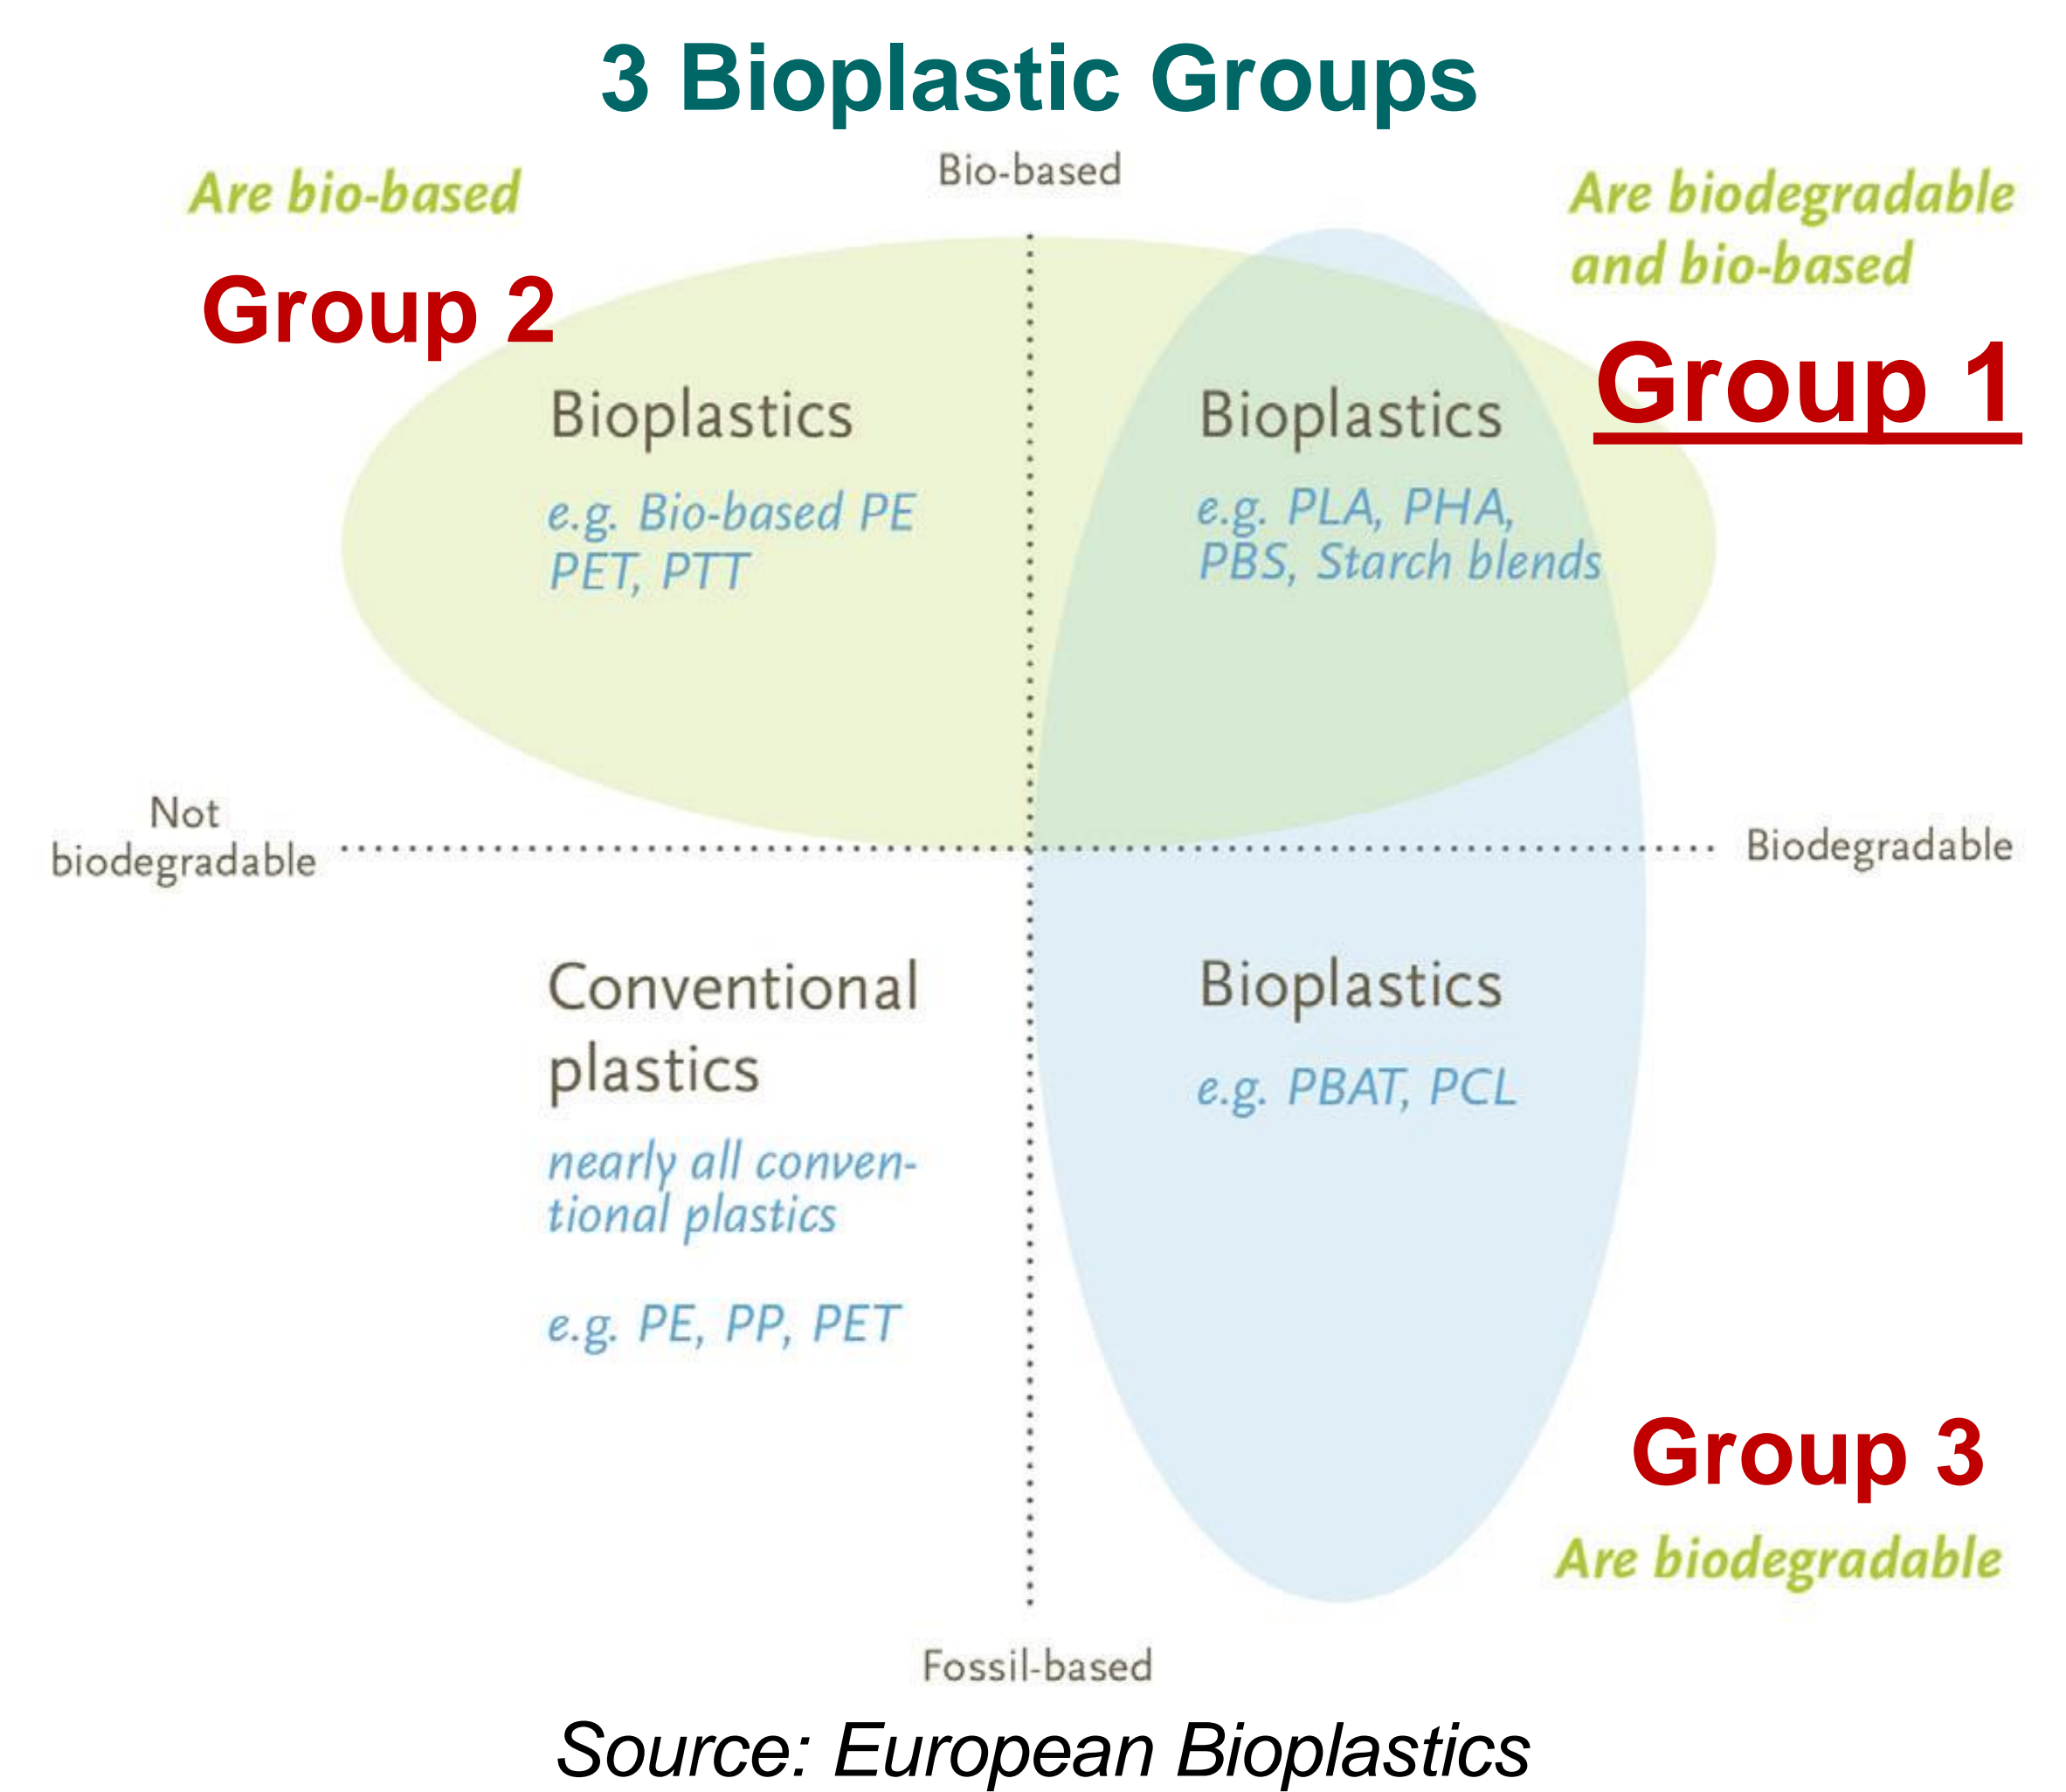 3 Bioplastic Groups
Bio-based
Are bio-based
Group 2
Are biodegradable
and bio-based
Group 1
Bioplastics
e.g. Bio-based PE
PET, PTT
Bioplastics
e.g. PLA, PHA,
PBS, Starch blends
Not
biodegradable
Biodegradable
Conventional
plastics
nearly all conven-
tional plastics
e.g. PE, PP, PET
Bioplastics
e.g. PBAT, PCL
Group 3
Are biodegradable
Fossil-based
Source: European Bioplastics